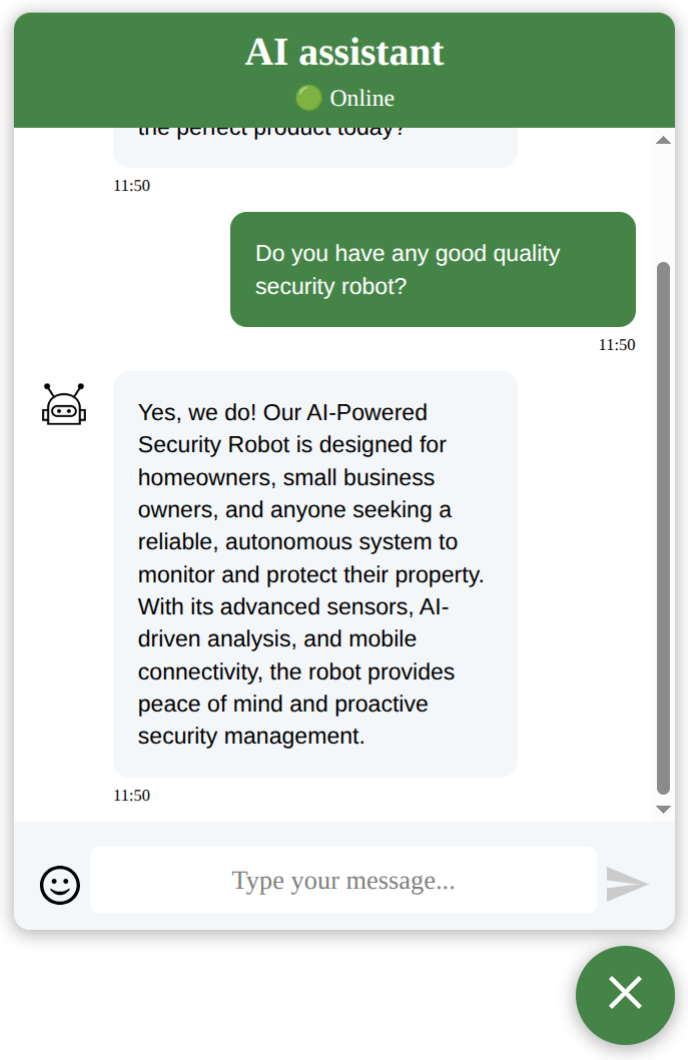 AI assistant
Online
the perfect product today?
11:50
Do you have any good quality
security robot?
11:50
Yes, we do! Our AI-Powered
Security Robot is designed for
homeowners, small business
owners, and anyone seeking a
reliable, autonomous system to
monitor and protect their property.
With its advanced sensors, AI-
driven analysis, and mobile
connectivity, the robot provides
peace of mind and proactive
security management.
11:50
Type your message...